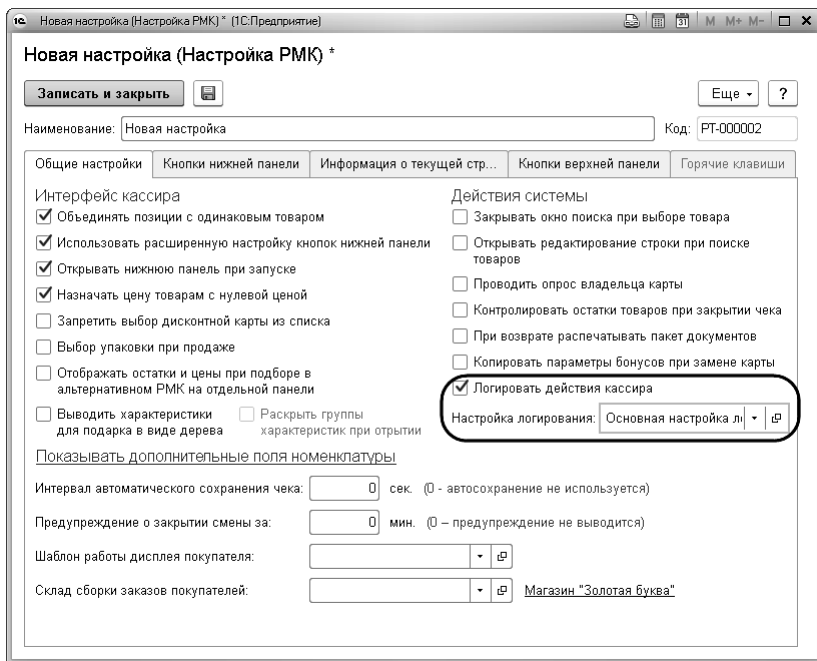 Новая настройка (Настройка РМК) * (1С:Предприятие)
M M+ M-
Новая настройка (Настройка РМК) *
Записать и закрыть
Еще
?
Наименование: Новая настройка
Код: РТ-000002
Общие настройки
Кнопки нижней панели
Информация о текущей стр...
Кнопки верхней панели
Горячие клавиши
Интерфейс кассира
Объединять позиции с одинаковым товаром
Использовать расширенную настройку кнопок нижней панели
Открывать нижнюю панель при запуске
Назначать цену товарам с нулевой ценой
Запретить выбор дисконтной карты из списка
Выбор упаковки при продаже
Отображать остатки и цены при подборе в
альтернативном РМК на отдельной панели
Выводить характеристики
для подарка в виде дерева
Раскрыть группы
характеристик при отрытии
Действия системы
Закрывать окно поиска при выборе товара
Открывать редактирование строки при поиске
товаров
Проводить опрос владельца карты
Контролировать остатки товаров при закрытии чека
При возврате распечатывать пакет документов
Копировать параметры бонусов при замене карты
Логировать действия кассира
Настройка логирования: Основная настройка ло
Показывать дополнительные поля номенклатуры
Интервал автоматического сохранения чека: 0 сек. (0 - автосохранение не используется)
Предупреждение о закрытии смены за: 0 мин. (0 – предупреждение не выводится)
Шаблон работы дисплея покупателя:
Склад сборки заказов покупателей:
Магазин "Золотая буква"